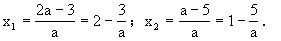 x₁ = (2a − 3)/a = 2 − 3/a ; x₂ = (a − 5)/a = 1 − 5/a .